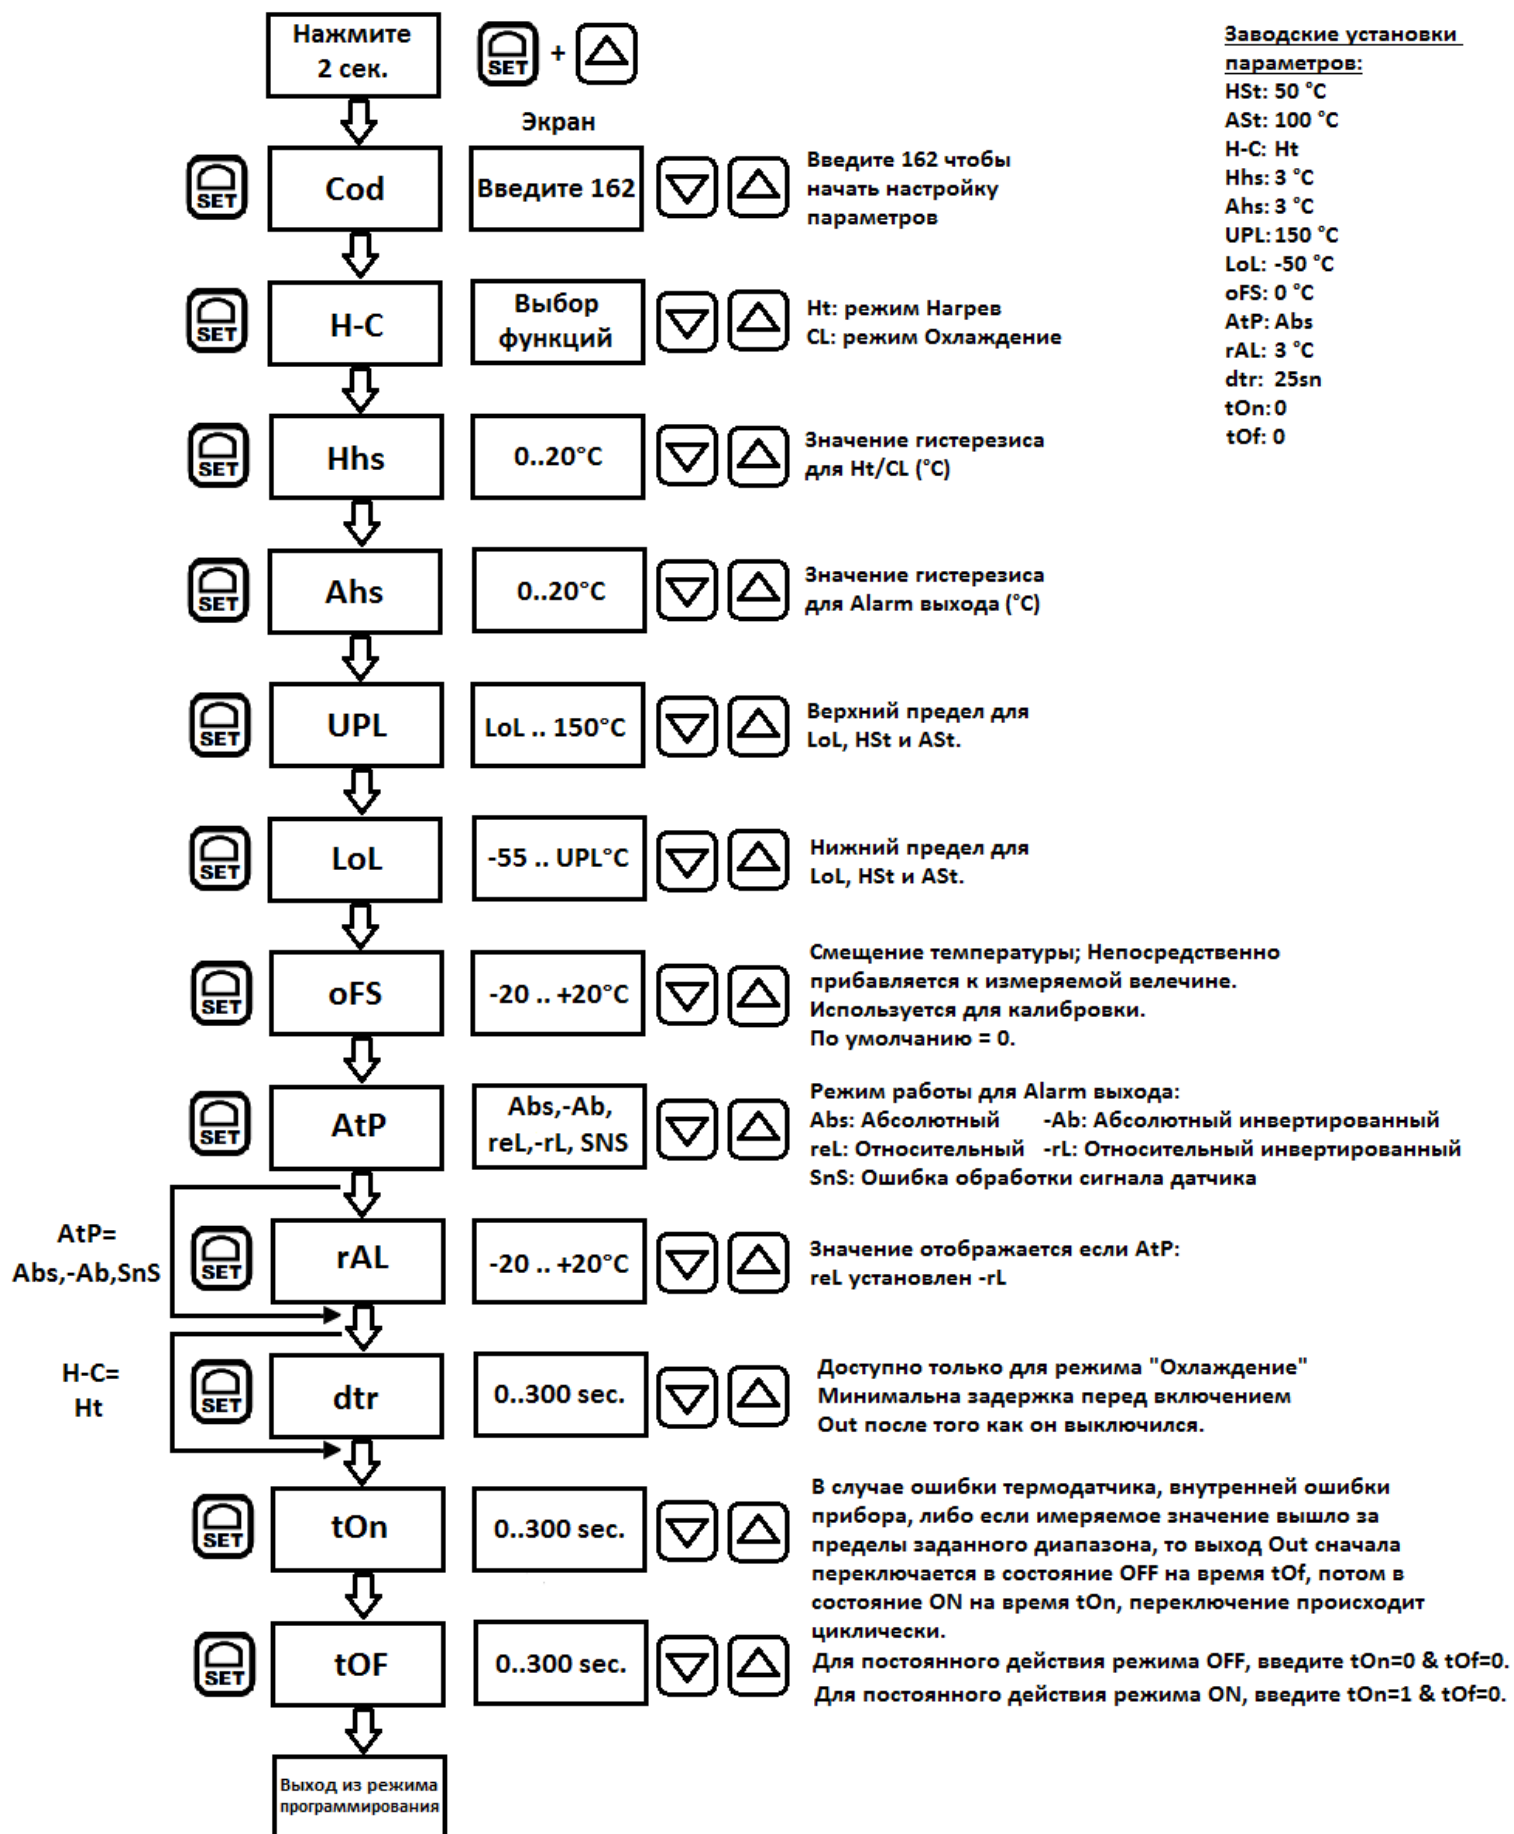 Нажмите
2 сек.
SET
+
Экран
Заводские установки
параметров:
HSt: 50 °C
ASt: 100 °C
H-C: Ht
Hhs: 3 °C
Ahs: 3 °C
UPL: 150 °C
LoL: -50 °C
oFS: 0 °C
AtP: Abs
rAL: 3 °C
dtr: 25sn
tOn: 0
tOf: 0
SET
Cod
Введите 162
Введите 162 чтобы
начать настройку
параметров
SET
H-C
Выбор
функций
Ht: режим Нагрев
CL: режим Охлаждение
SET
Hhs
0..20°C
Значение гистерезиса
для Ht/CL (°C)
SET
Ahs
0..20°C
Значение гистерезиса
для Alarm выхода (°C)
SET
UPL
LoL .. 150°C
Верхний предел для
LoL, HSt и ASt.
SET
LoL
-55 .. UPL°C
Нижний предел для
LoL, HSt и ASt.
SET
oFS
-20 .. +20°C
Смещение температуры; Непосредственно
прибавляется к измеряемой велечине.
Используется для калибровки.
По умолчанию = 0.
SET
AtP
Abs,-Ab,
reL,-rL, SNS
Режим работы для Alarm выхода:
Abs: Абсолютный -Ab: Абсолютный инвертированный
reL: Относительный -rL: Относительный инвертированный
SnS: Ошибка обработки сигнала датчика
AtP=
Abs,-Ab,SnS
SET
rAL
-20 .. +20°C
Значение отображается если AtP:
reL установлен -rL
H-C=
Ht
SET
dtr
0..300 sec.
Доступно только для режима "Охлаждение"
Минимальна задержка перед включением
Out после того как он выключился.
SET
tOn
0..300 sec.
В случае ошибки термодатчика, внутренней ошибки
прибора, либо если имеряемое значение вышло за
пределы заданного диапазона, то выход Out сначала
переключается в состояние OFF на время tOf, потом в
состояние ON на время tOn, переключение происходит
циклически.
SET
tOF
0..300 sec.
Для постоянного действия режима OFF, введите tOn=0 & tOf=0.
Для постоянного действия режима ON, введите tOn=1 & tOf=0.
Выход из режима
программирования